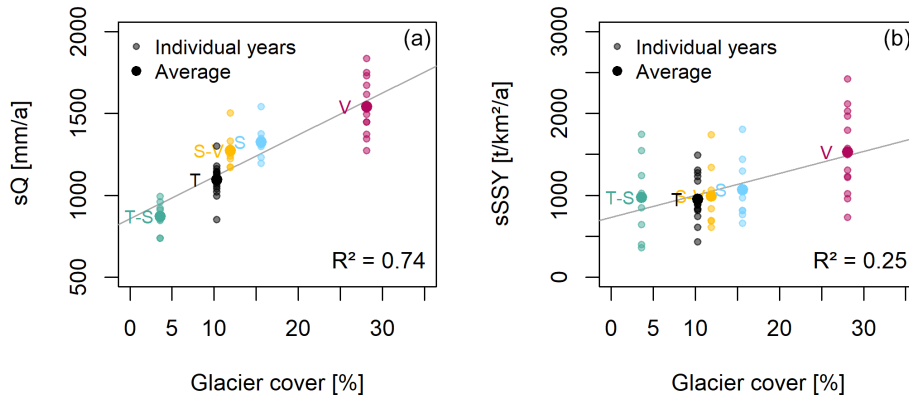 (a)
Individual years
Average
V
S-V
S
T
T-S
R² = 0.74
sQ [mm/a]
2000
1500
1000
500
0 5 10 20 30
Glacier cover [%]
(b)
Individual years
Average
V
T-S
T
S-V
S
R² = 0.25
sSSY [t/km²/a]
3000
2000
1000
0
0 5 10 20 30
Glacier cover [%]